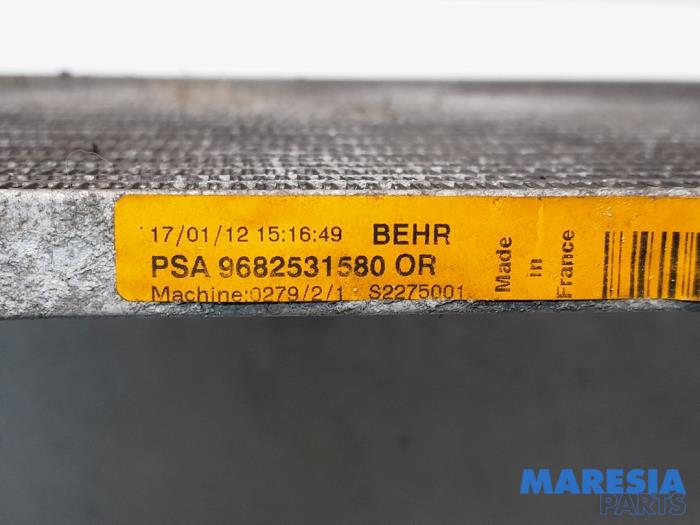 17/01/12 15:16:49 BEHR
PSA 9682531580 OR
Machine:0279/2/1 S2275001
Made
in
France
MARESIA
PARTS